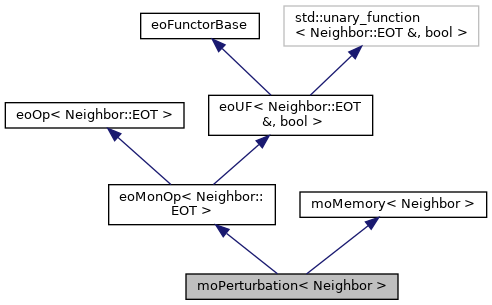 std::unary_function
< Neighbor::EOT &, bool >
eoFunctorBase
eoUF< Neighbor::EOT
&, bool >
eoOp< Neighbor::EOT >
eoMonOp< Neighbor::
EOT >
moMemory< Neighbor >
moPerturbation< Neighbor >